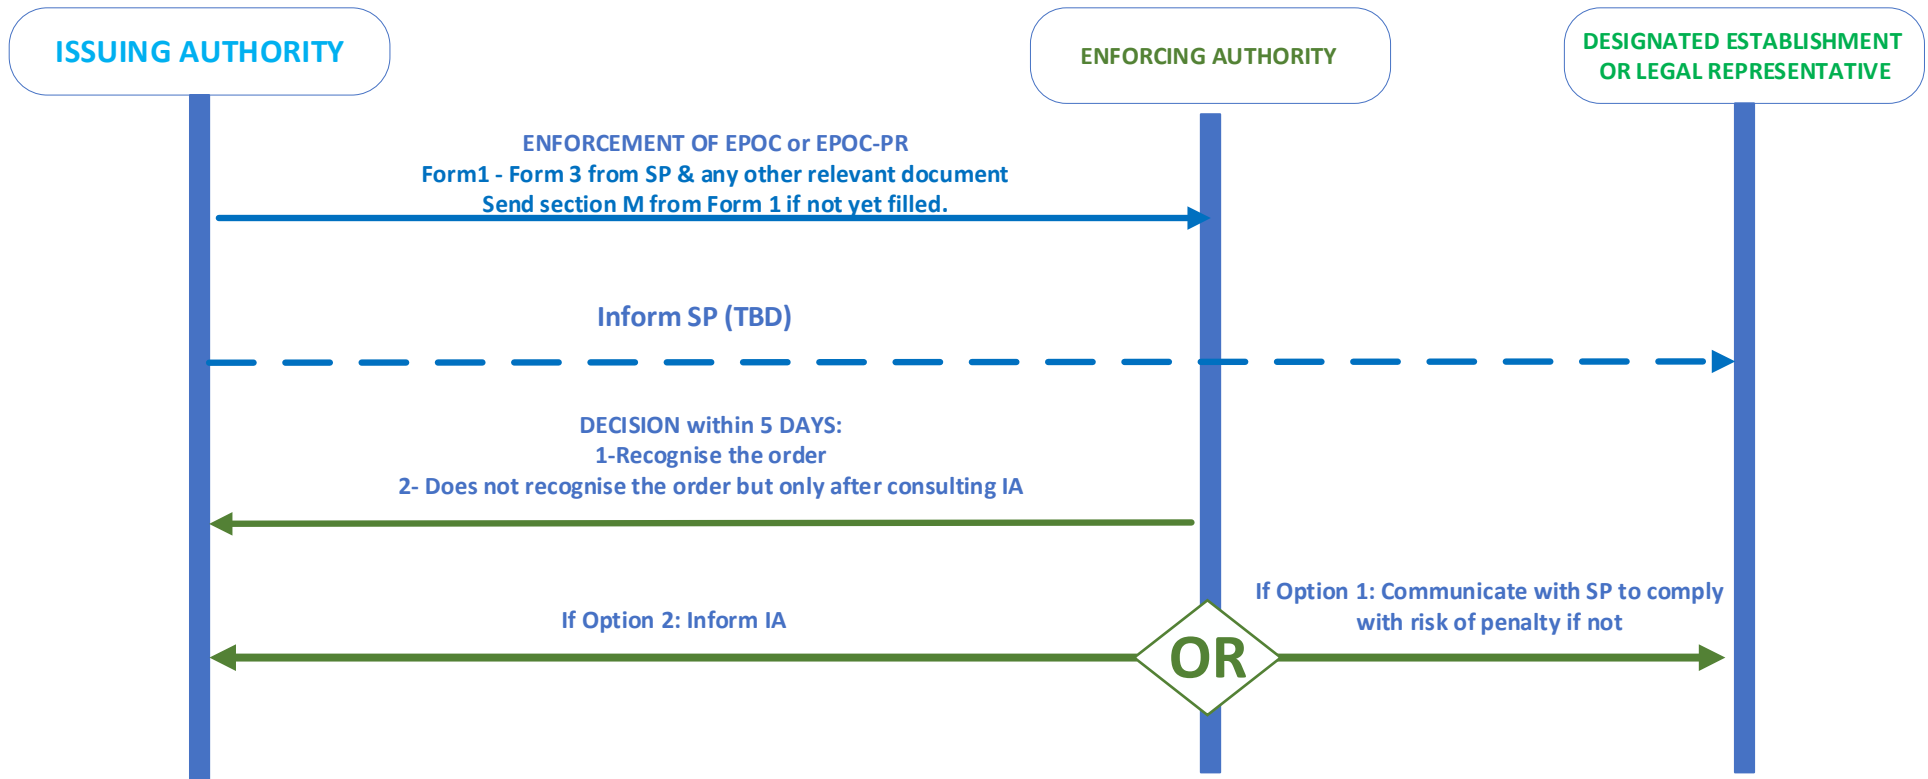 ISSUING AUTHORITY
ENFORCING AUTHORITY
DESIGNATED ESTABLISHMENT
OR LEGAL REPRESENTATIVE
ENFORCEMENT OF EPOC or EPOC-PR
Form1 - Form 3 from SP & any other relevant document
Send section M from Form 1 if not yet filled.
Inform SP (TBD)
DECISION within 5 DAYS:
1-Recognise the order
2- Does not recognise the order but only after consulting IA
If Option 2: Inform IA
OR
If Option 1: Communicate with SP to comply
with risk of penalty if not